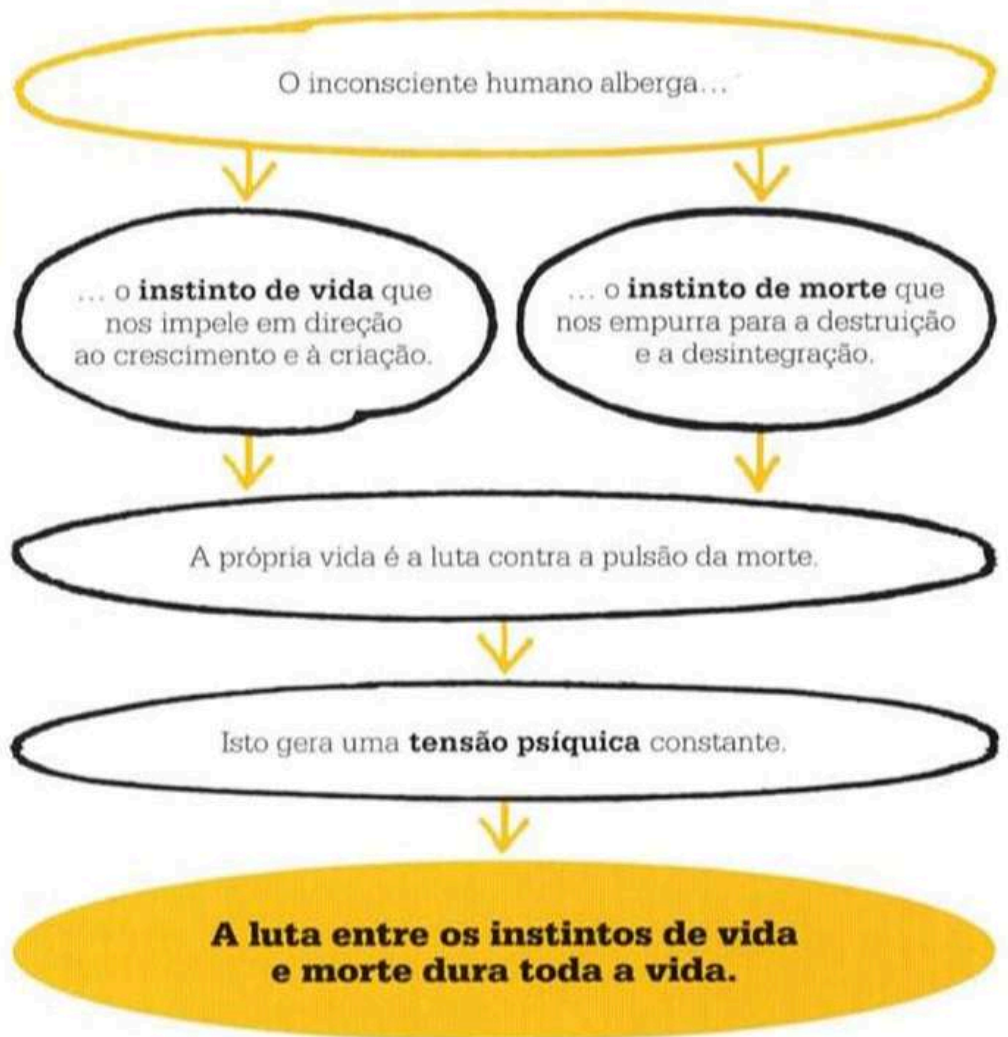 O inconsciente humano alberga...
... o instinto de vida que
nos impele em direção
ao crescimento e à criação.
... o instinto de morte que
nos empurra para a destruição
e a desintegração.
A própria vida é a luta contra a pulsão da morte.
Isto gera uma tensão psíquica constante.
A luta entre os instintos de vida
e morte dura toda a vida.